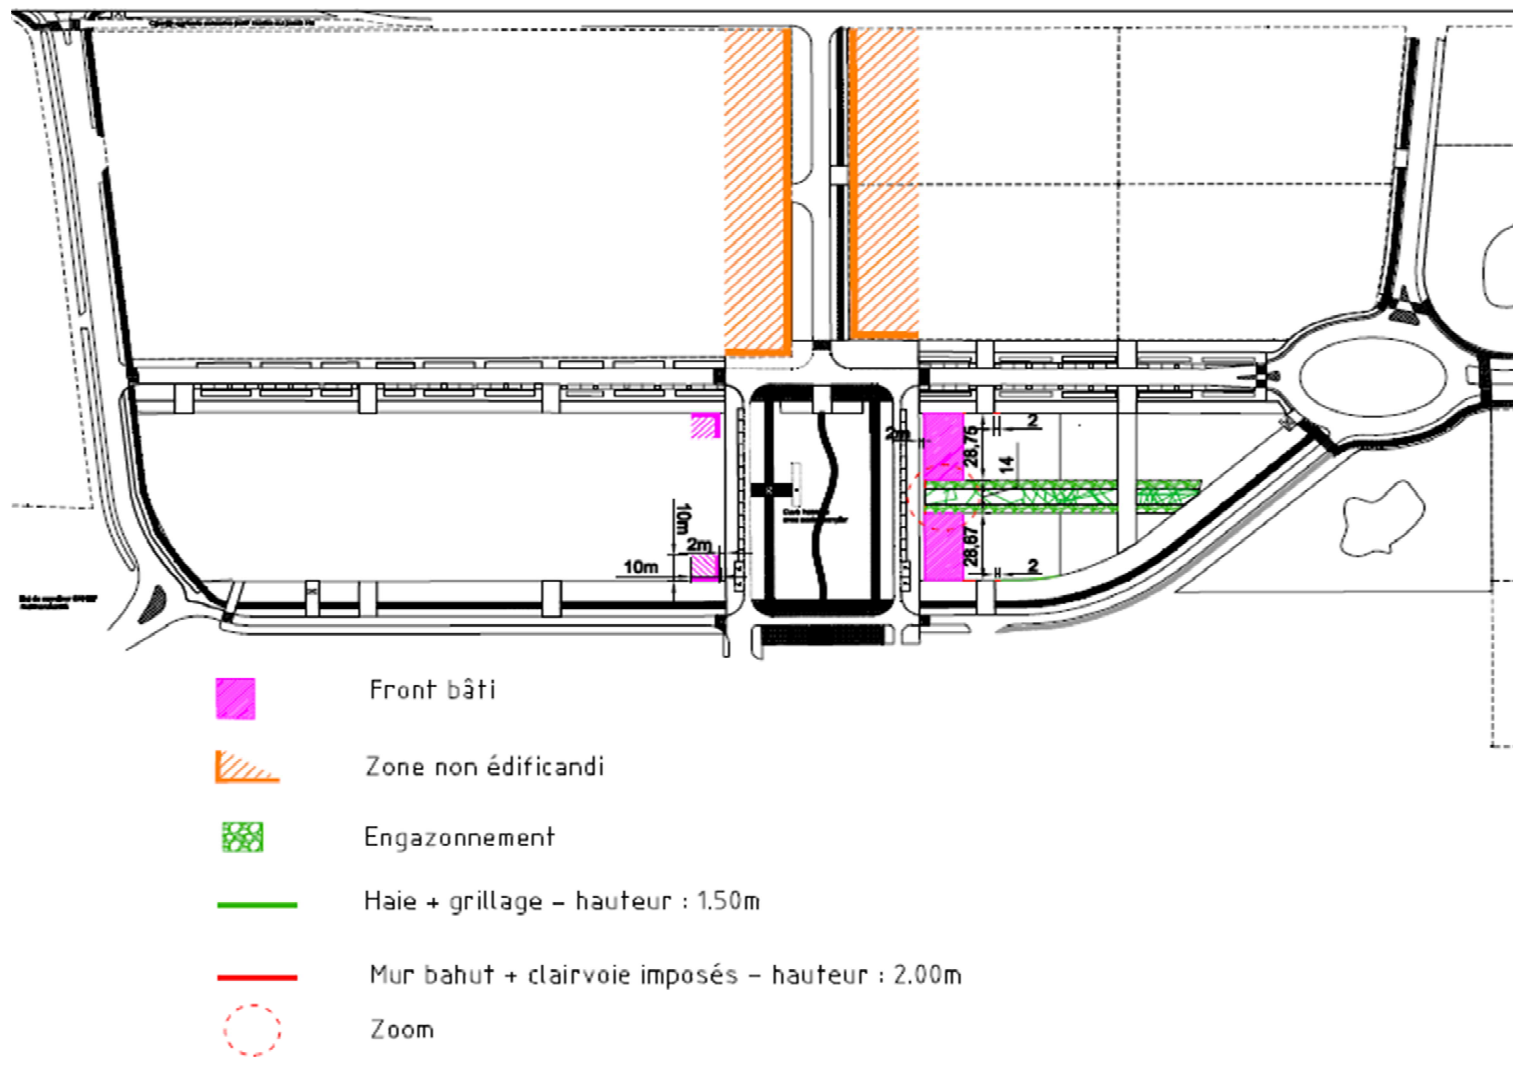 2m
28,75
2
14
10m
2m
10m
28,67
2
Front bâti
Zone non édificandi
Engazonnement
Haie + grillage – hauteur : 1.50m
Mur bahut + clairvoie imposés – hauteur : 2.00m
Zoom